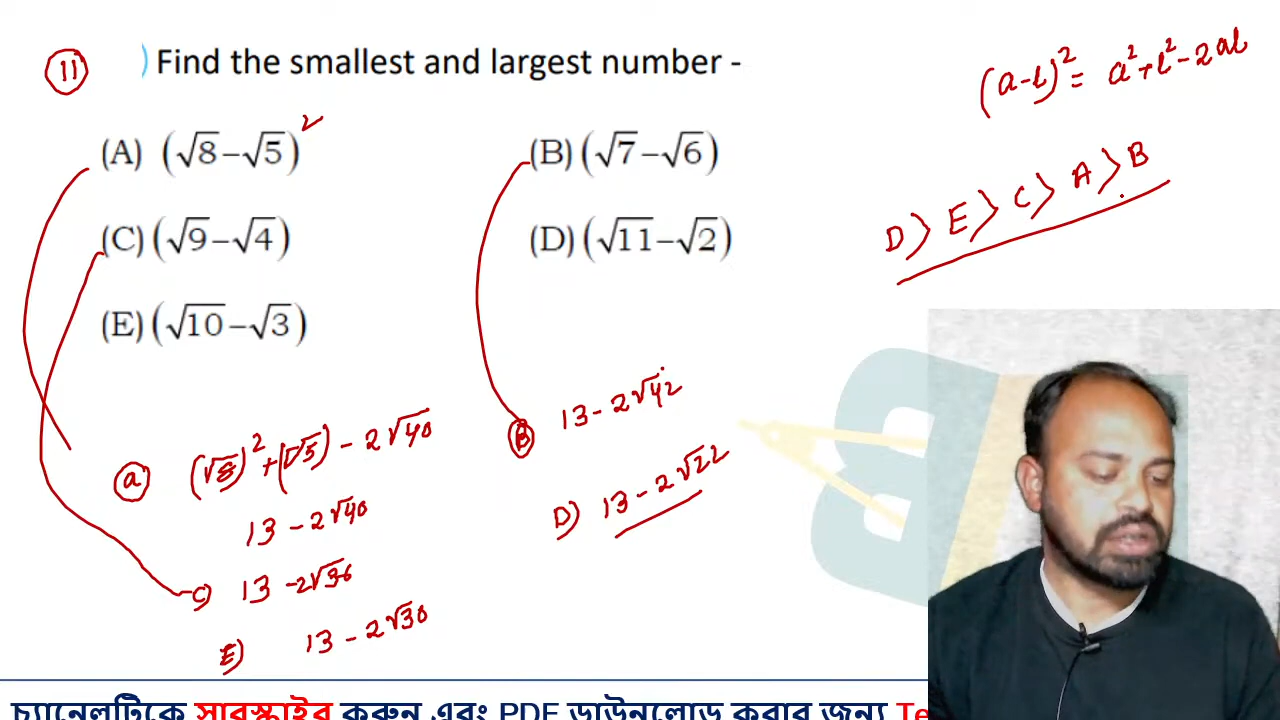 11 ) Find the smallest and largest number -
(a-b)² = a²+b²-2ab
(A) (√8–√5)²
(B) (√7–√6)
D > E > C > A > B
(C) (√9–√4)
(D) (√11–√2)
(E) (√10–√3)
B 13 - 2√42
a (√8)² + (√5)² - 2√40
D) 13 - 2√22
13 - 2√40
C) 13 - 2√36
E) 13 - 2√30
চ্যানেলটিকে সাবস্ক্রাইব করুন এবং PDF ডাউনলোড করার জন্য Te